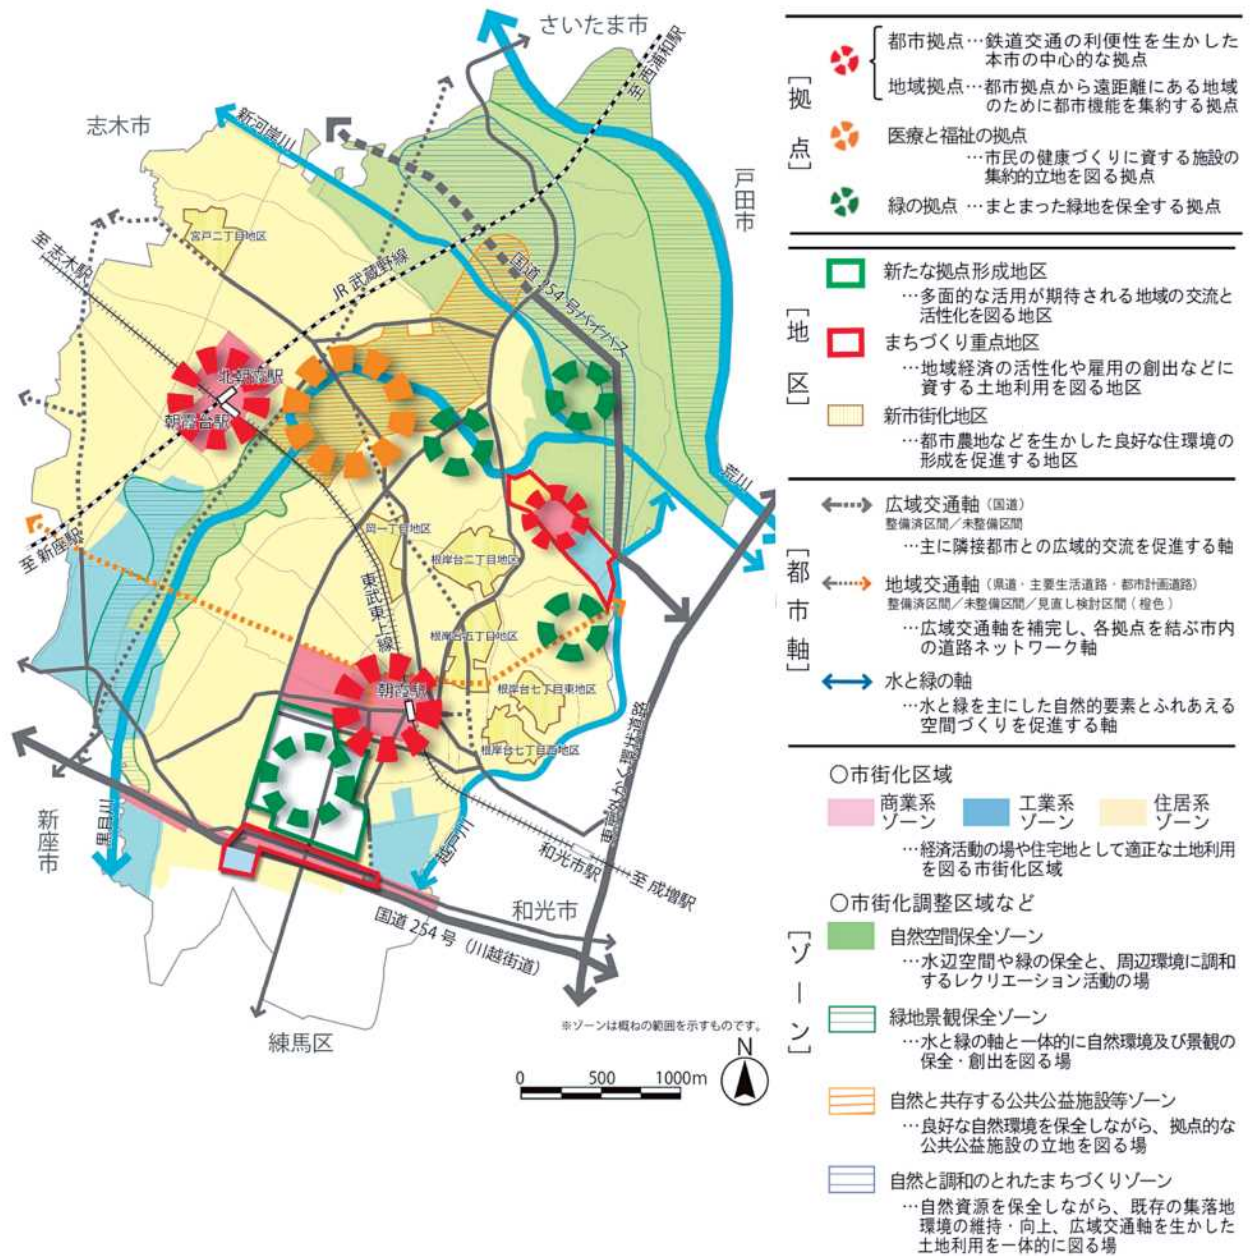 さいたま市
至 西浦和駅
志木市
新河岸川
戸田市
宮戸二丁目地区
至 志木駅
JR 武蔵野線
国道 254 号バイパス
北朝霞駅
朝霞台駅
荒川
至 新座駅
岡一丁目地区
根岸台二丁目地区
東武東上線
根岸台五丁目地区
朝霞駅
根岸台七丁目東地区
根岸台七丁目西地区
東京外かく環状道路
新座市
黒目川
越戸川
和光市駅
至 成増駅
和光市
国道 254 号（川越街道）
※ゾーンは概ねの範囲を示すものです。
練馬区
N
0 500 1000m
［拠点］
都市拠点…鉄道交通の利便性を生かした
本市の中心的な拠点
地域拠点…都市拠点から遠距離にある地域
のために都市機能を集約する拠点
医療と福祉の拠点
…市民の健康づくりに資する施設の
集約的立地を図る拠点
緑の拠点…まとまった緑地を保全する拠点
［地区］
新たな拠点形成地区
…多面的な活用が期待される地域の交流と
活性化を図る地区
まちづくり重点地区
…地域経済の活性化や雇用の創出などに
資する土地利用を図る地区
新市街化地区
…都市農地などを生かした良好な住環境の
形成を促進する地区
［都市軸］
広域交通軸（国道）
整備済区間／未整備区間
…主に隣接都市との広域的交流を促進する軸
地域交通軸（県道・主要生活道路・都市計画道路）
整備済区間／未整備区間／見直し検討区間（橙色）
…広域交通軸を補完し、各拠点を結ぶ市内
の道路ネットワーク軸
水と緑の軸
…水と緑を主にした自然的要素とふれあえる
空間づくりを促進する軸
［ゾーン］
〇市街化区域
商業系ゾーン 工業系ゾーン 住居系ゾーン
…経済活動の場や住宅地として適正な土地利用
を図る市街化区域
〇市街化調整区域など
自然空間保全ゾーン
…水辺空間や緑の保全と、周辺環境に調和
するレクリエーション活動の場
緑地景観保全ゾーン
…水と緑の軸と一体的に自然環境及び景観の
保全・創出を図る場
自然と共存する公共公益施設等ゾーン
…良好な自然環境を保全しながら、拠点的な
公共公益施設の立地を図る場
自然と調和のとれたまちづくりゾーン
…自然資源を保全しながら、既存の集落地
環境の維持・向上、広域交通軸を生かした
土地利用を一体的に図る場